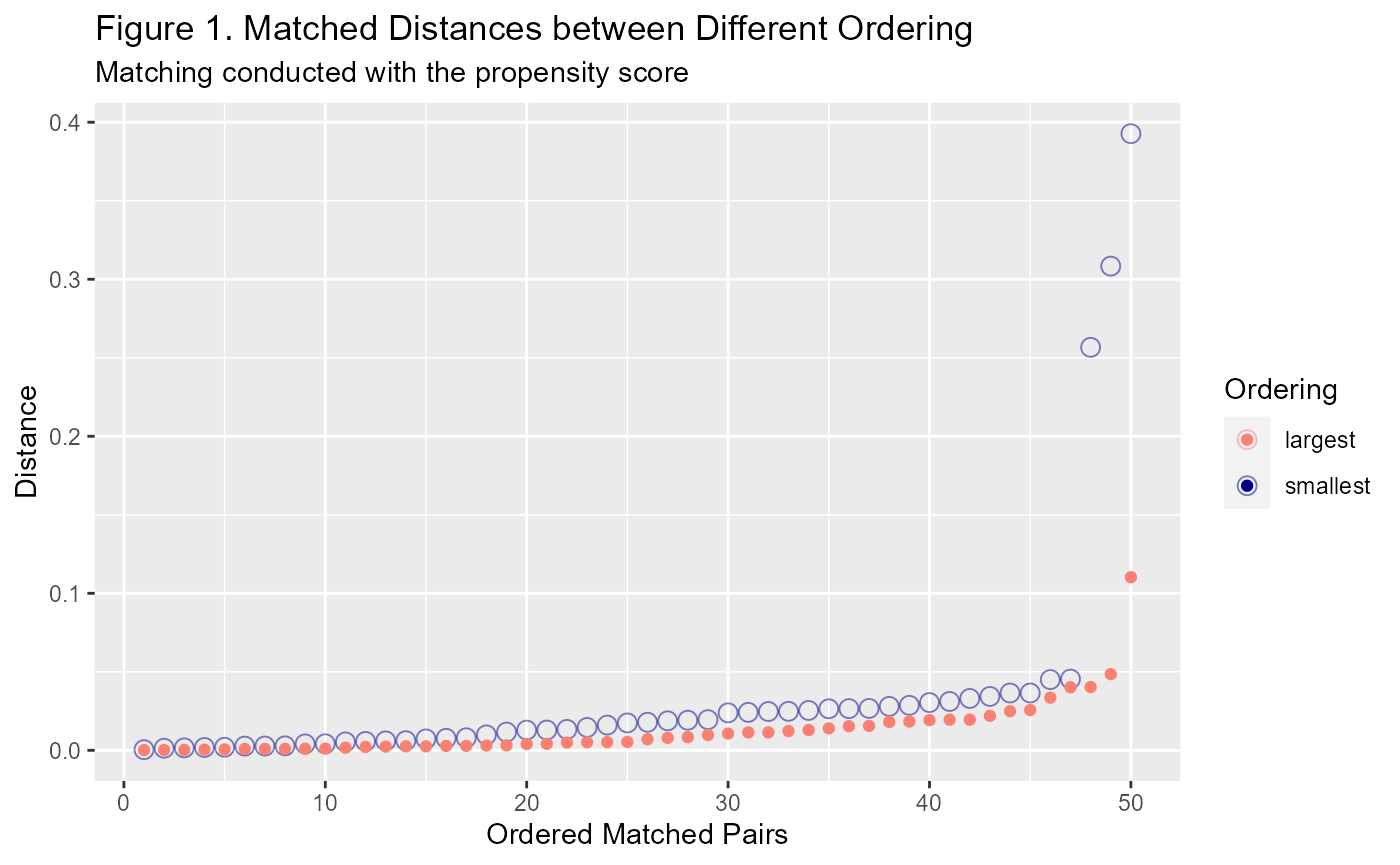 Figure 1. Matched Distances between Different Ordering
Matching conducted with the propensity score
0.4
0.3
0.2
0.1
0.0
Distance
0 10 20 30 40 50
Ordered Matched Pairs
Ordering
largest
smallest